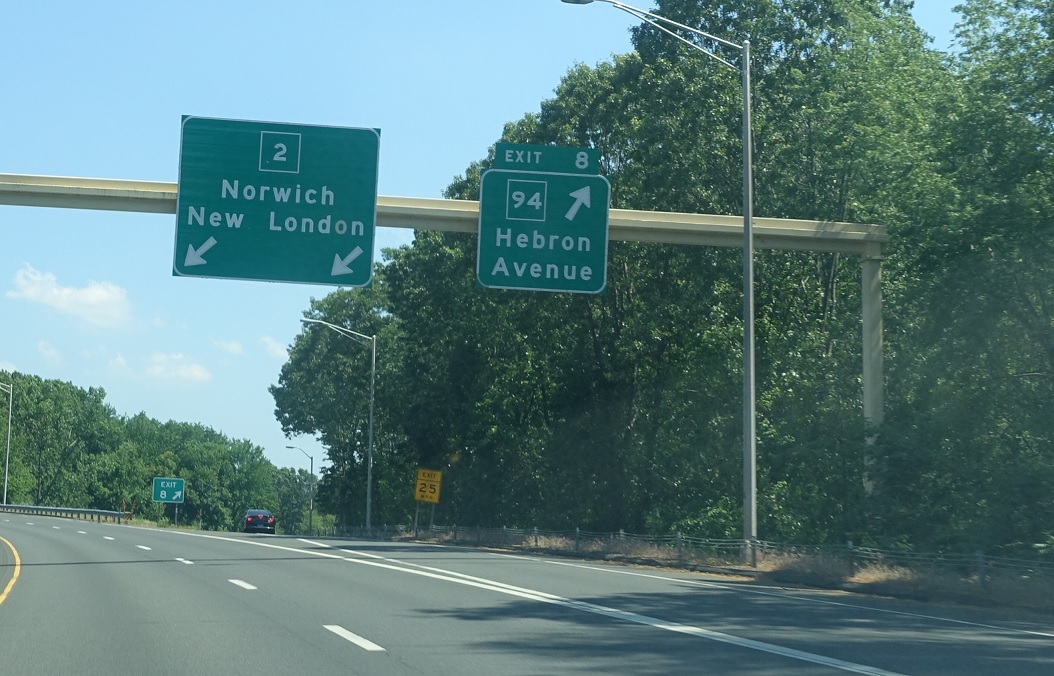 2
Norwich
New London
EXIT 8
94
Hebron
Avenue
EXIT
8
EXIT
25